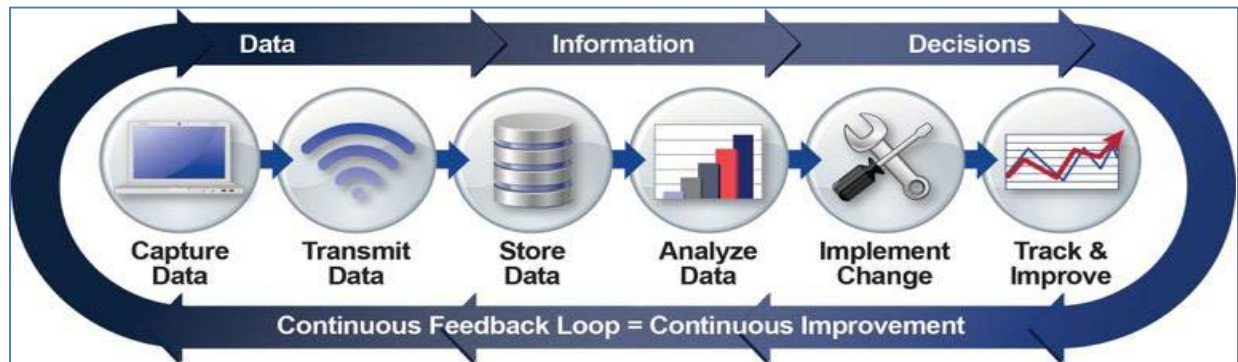 Data
Information
Decisions
Capture
Data
Transmit
Data
Store
Data
Analyze
Data
Implement
Change
Track &
Improve
Continuous Feedback Loop = Continuous Improvement